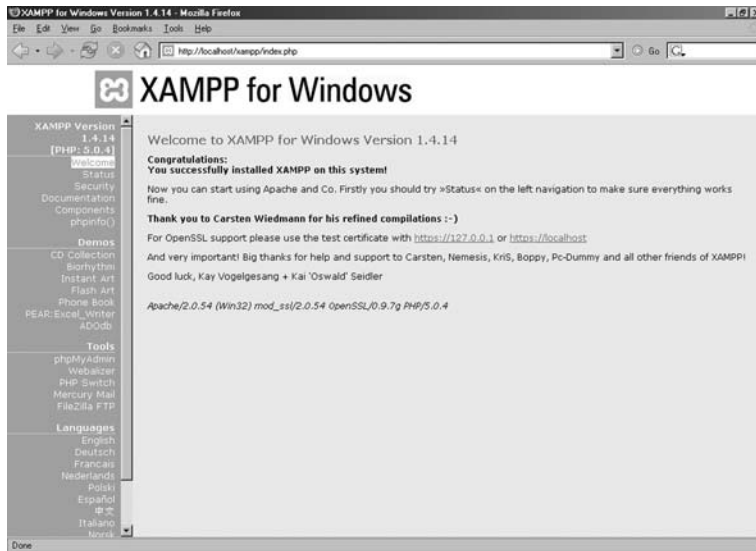 XAMPP for Windows Version 1.4.14 - Mozilla Firefox
File Edit View Go Bookmarks Tools Help
http://localhost/xampp/index.php
Go
XAMPP for Windows
XAMPP Version
1.4.14
[PHP: 5.0.4]
Welcome
Status
Security
Documentation
Components
phpinfo()
Demos
CD Collection
Biorhythm
Instant Art
Flash Art
Phone Book
PEAR:Excel_Writer
ADOdb
Tools
phpMyAdmin
Webalizer
PHP Switch
Mercury Mail
FileZilla FTP
Languages
English
Deutsch
Francais
Nederlands
Polski
Español
中文
Italiano
Norsk
Welcome to XAMPP for Windows Version 1.4.14
Congratulations:
You successfully installed XAMPP on this system!
Now you can start using Apache and Co. Firstly you should try »Status« on the left navigation to make sure everything works
fine.
Thank you to Carsten Wiedmann for his refined compilations :-)
For OpenSSL support please use the test certificate with https://127.0.0.1 or https://localhost
And very important! Big thanks for help and support to Carsten, Nemesis, KriS, Boppy, Pc-Dummy and all other friends of XAMPP!
Good luck, Kay Vogelgesang + Kai 'Oswald' Seidler
Apache/2.0.54 (Win32) mod_ssl/2.0.54 OpenSSL/0.9.7g PHP/5.0.4
Done